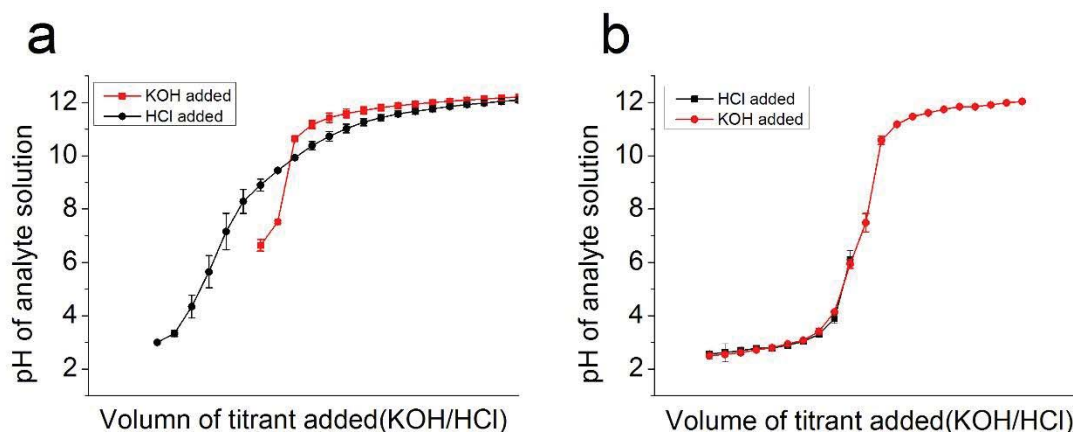 a
KOH added
HCl added
12
10
8
6
4
2
pH of analyte solution
Volumn of titrant added(KOH/HCl)
b
HCl added
KOH added
12
10
8
6
4
2
pH of analyte solution
Volume of titrant added(KOH/HCl)